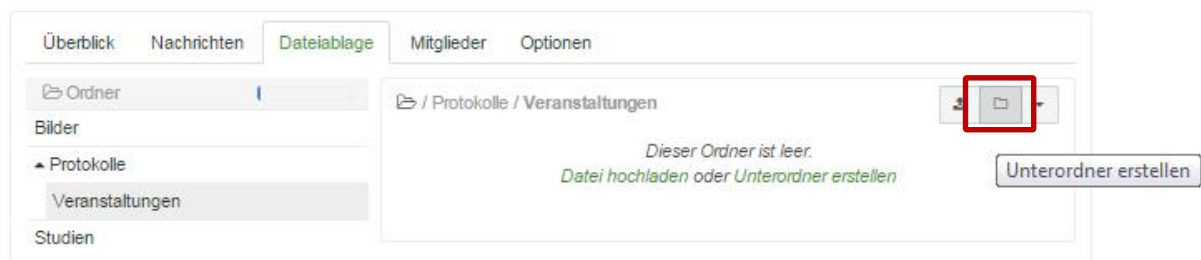 Überblick Nachrichten Dateiablage Mitglieder Optionen
Ordner
Bilder
Protokolle
Veranstaltungen
Studien
/ Protokolle / Veranstaltungen
Dieser Ordner ist leer.
Datei hochladen oder Unterordner erstellen
Unterordner erstellen